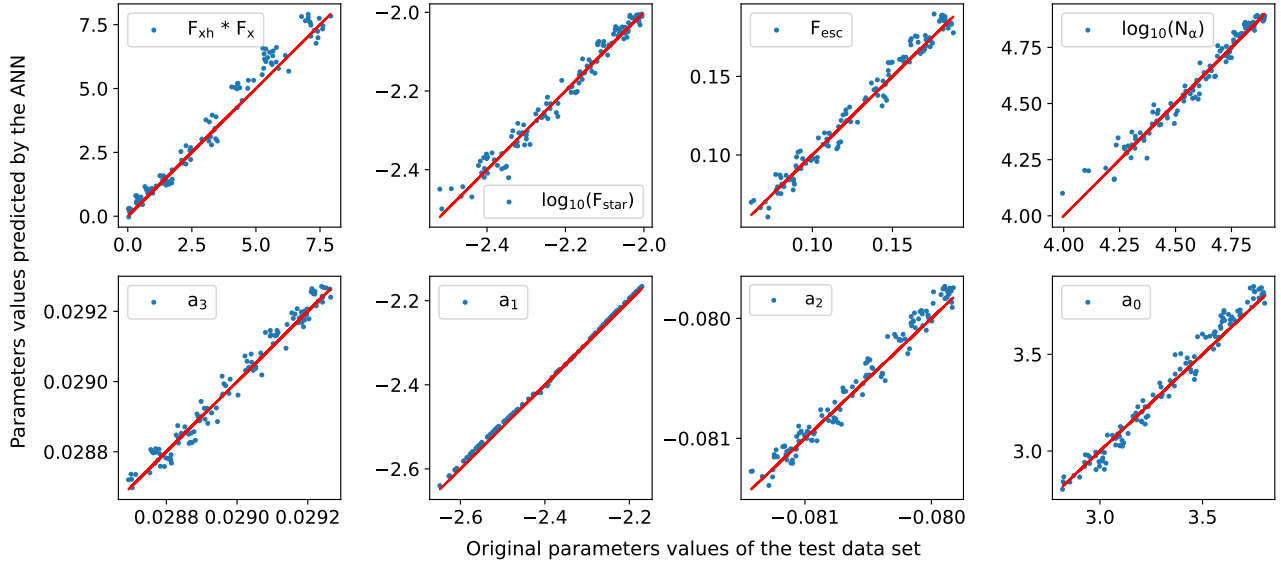 Parameters values predicted by the ANN
7.5
5.0
2.5
0.0
F_xh * F_x
0.0 2.5 5.0 7.5
−2.0
−2.2
−2.4
log₁₀(F_star)
−2.4 −2.2 −2.0
0.15
0.10
F_esc
0.10 0.15
4.75
4.50
4.25
4.00
log₁₀(N_α)
4.00 4.25 4.50 4.75
0.0292
0.0290
0.0288
a₃
0.0288 0.0290 0.0292
−2.2
−2.4
−2.6
a₁
−2.6 −2.4 −2.2
−0.080
−0.081
a₂
−0.081 −0.080
3.5
3.0
a₀
3.0 3.5
Original parameters values of the test data set